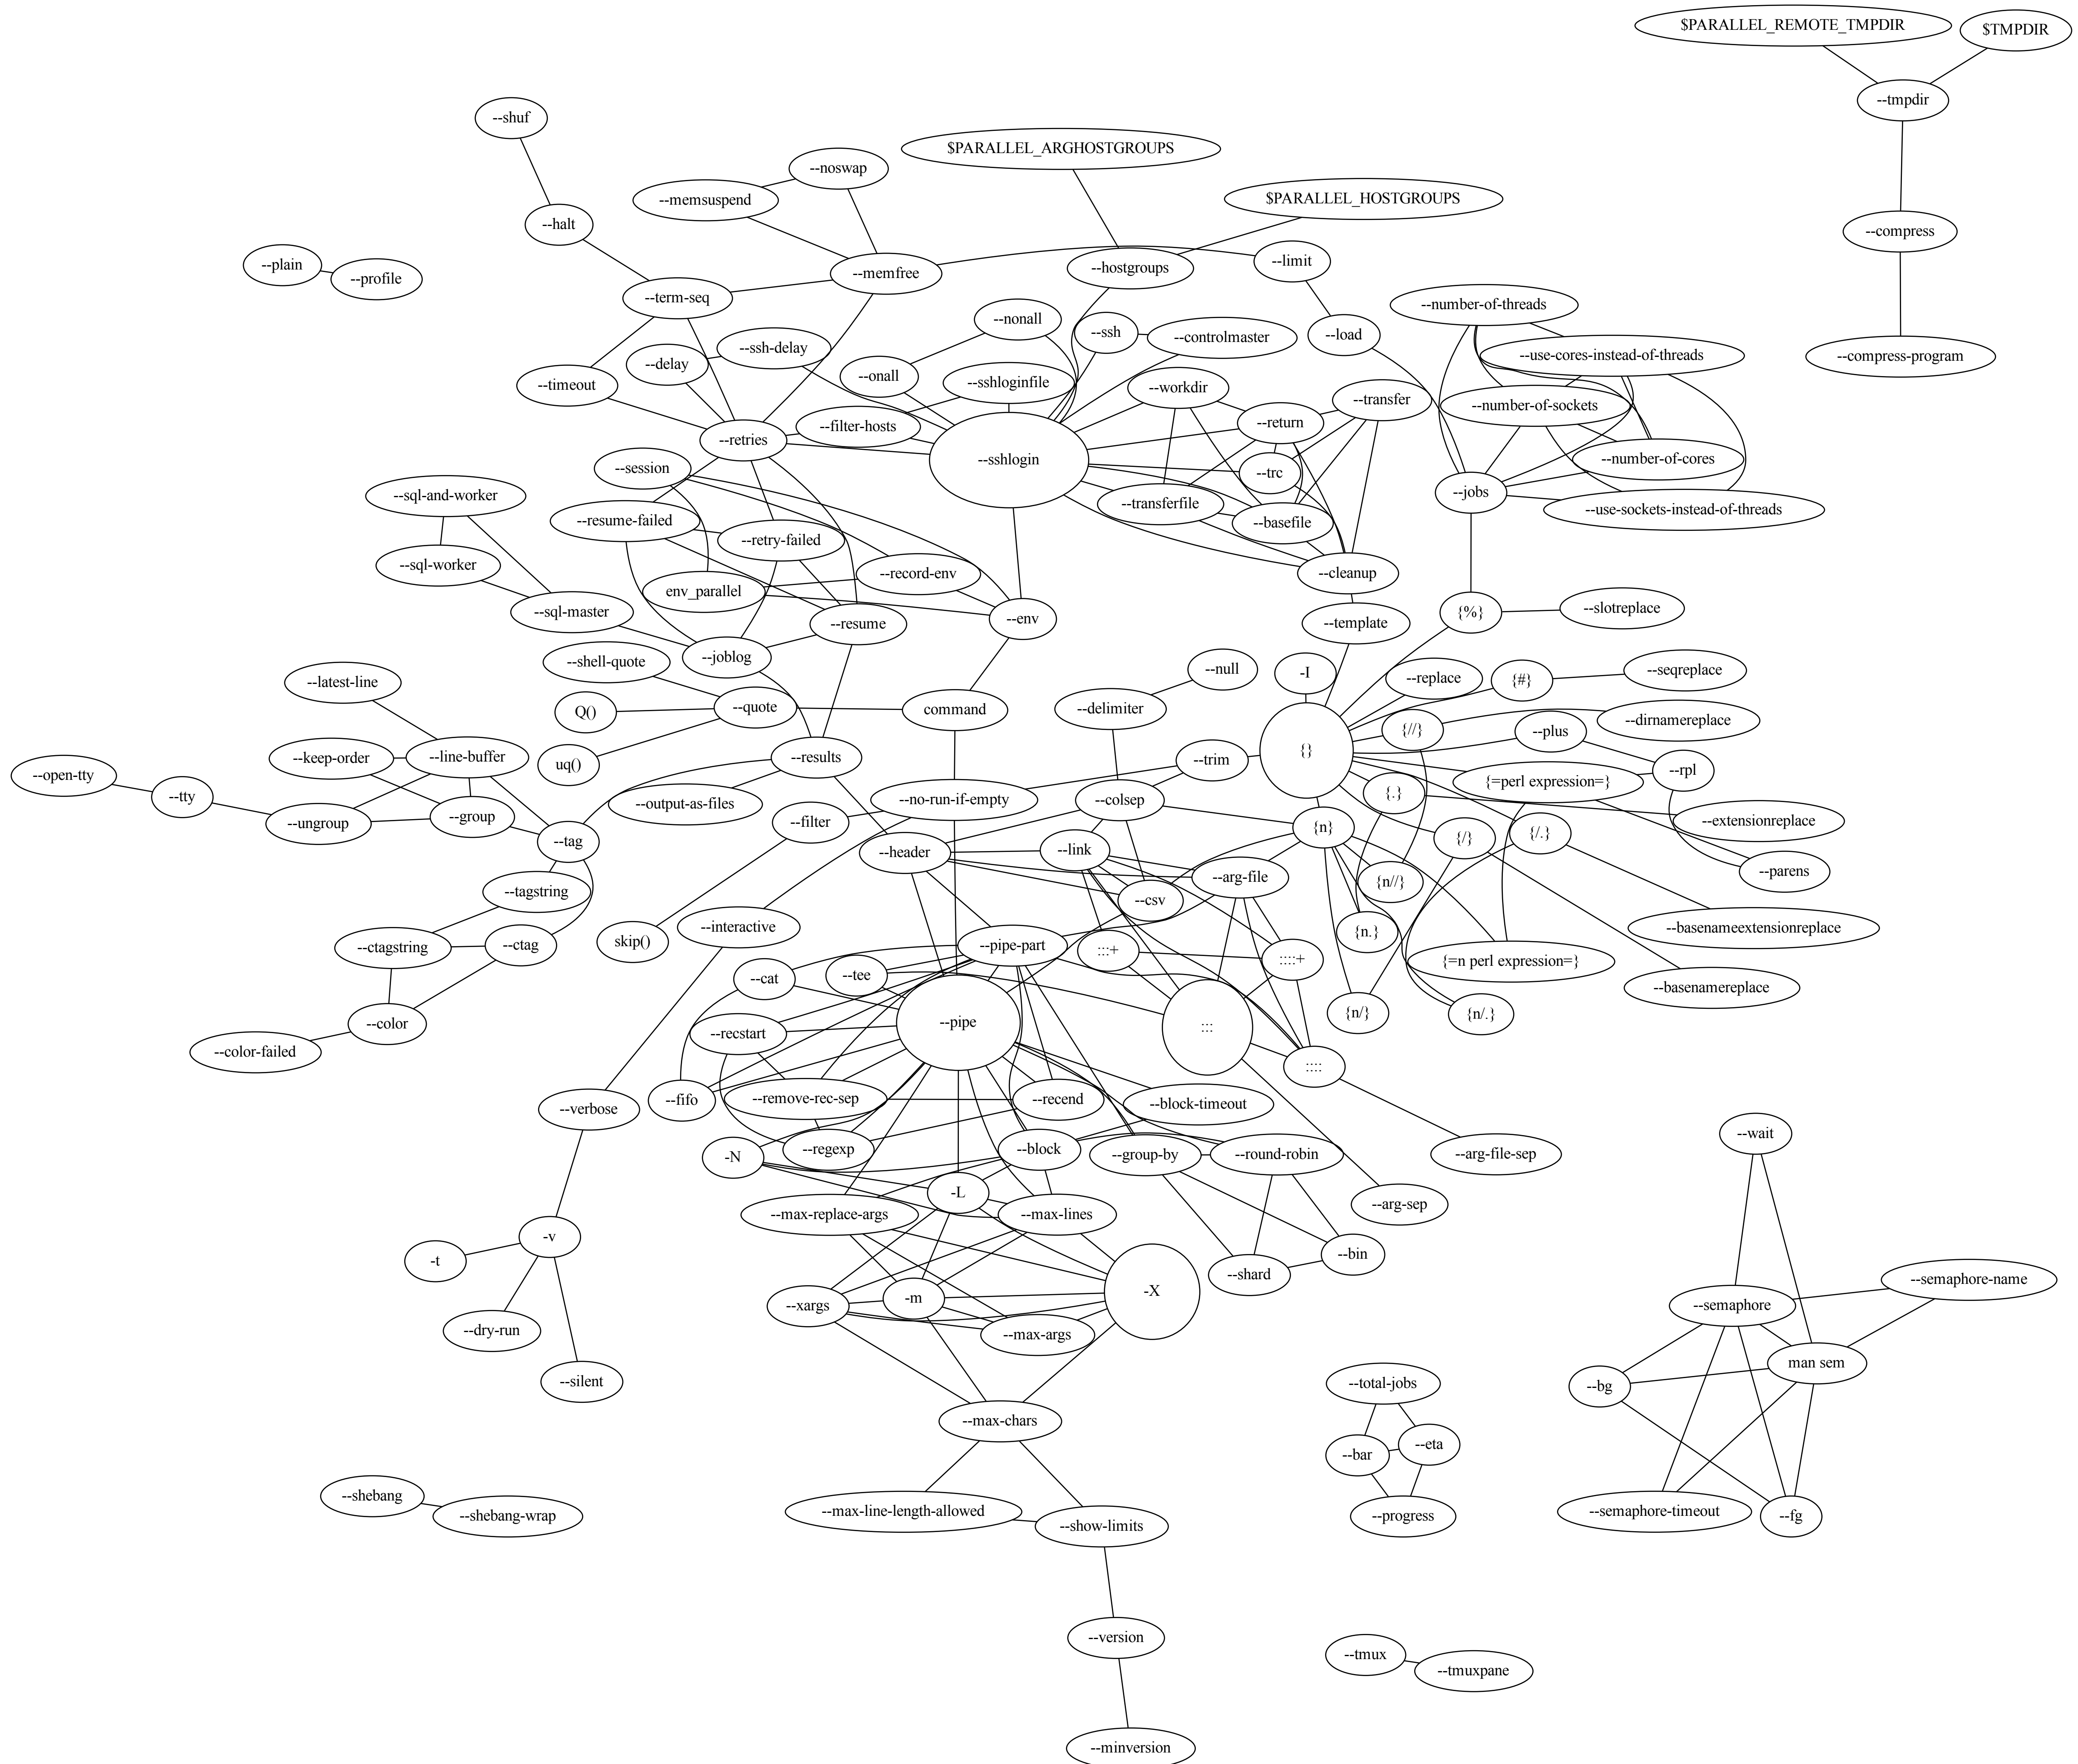 $PARALLEL_REMOTE_TMPDIR
$TMPDIR
--tmpdir
--shuf
$PARALLEL_ARGHOSTGROUPS
--noswap
--memsuspend
$PARALLEL_HOSTGROUPS
--halt
--compress
--plain
--profile
--memfree
--hostgroups
--limit
--term-seq
--number-of-threads
--nonall
--ssh
--controlmaster
--load
--ssh-delay
--delay
--use-cores-instead-of-threads
--compress-program
--timeout
--onall
--sshloginfile
--workdir
--transfer
--number-of-sockets
--retries
--filter-hosts
--return
--sshlogin
--number-of-cores
--session
--trc
--jobs
--sql-and-worker
--transferfile
--use-sockets-instead-of-threads
--resume-failed
--basefile
--retry-failed
--sql-worker
--record-env
--cleanup
env_parallel
--sql-master
--env
--resume
--template
{%}
--slotreplace
--joblog
--shell-quote
--null
-I
--replace
{#}
--seqreplace
--latest-line
Q()
--quote
command
--delimiter
{//}
--dirnamereplace
--plus
--line-buffer
--keep-order
uq()
--results
--trim
{}
--rpl
--open-tty
--tty
{=perl expression=}
{.}
--output-as-files
--no-run-if-empty
--colsep
--ungroup
--group
--filter
{n}
--extensionreplace
--tag
--header
--link
{/}
{/.}
--arg-file
{n//}
--parens
--tagstring
--csv
--interactive
{n.}
--basenameextensionreplace
skip()
--ctagstring
--ctag
--pipe-part
:::+
::::+
{=n perl expression=}
--cat
--tee
--basenamereplace
{n/}
{n/.}
--color
--recstart
--pipe
:::
--color-failed
::::
--verbose
--fifo
--remove-rec-sep
--recend
--block-timeout
--wait
-N
--regexp
--block
--group-by
--round-robin
--arg-file-sep
-L
--max-replace-args
--max-lines
--arg-sep
-v
-t
--bin
--shard
--semaphore-name
--xargs
-m
-X
--semaphore
--dry-run
--max-args
man sem
--silent
--total-jobs
--bg
--max-chars
--bar
--eta
--shebang
--shebang-wrap
--max-line-length-allowed
--show-limits
--progress
--semaphore-timeout
--fg
--version
--tmux
--tmuxpane
--minversion